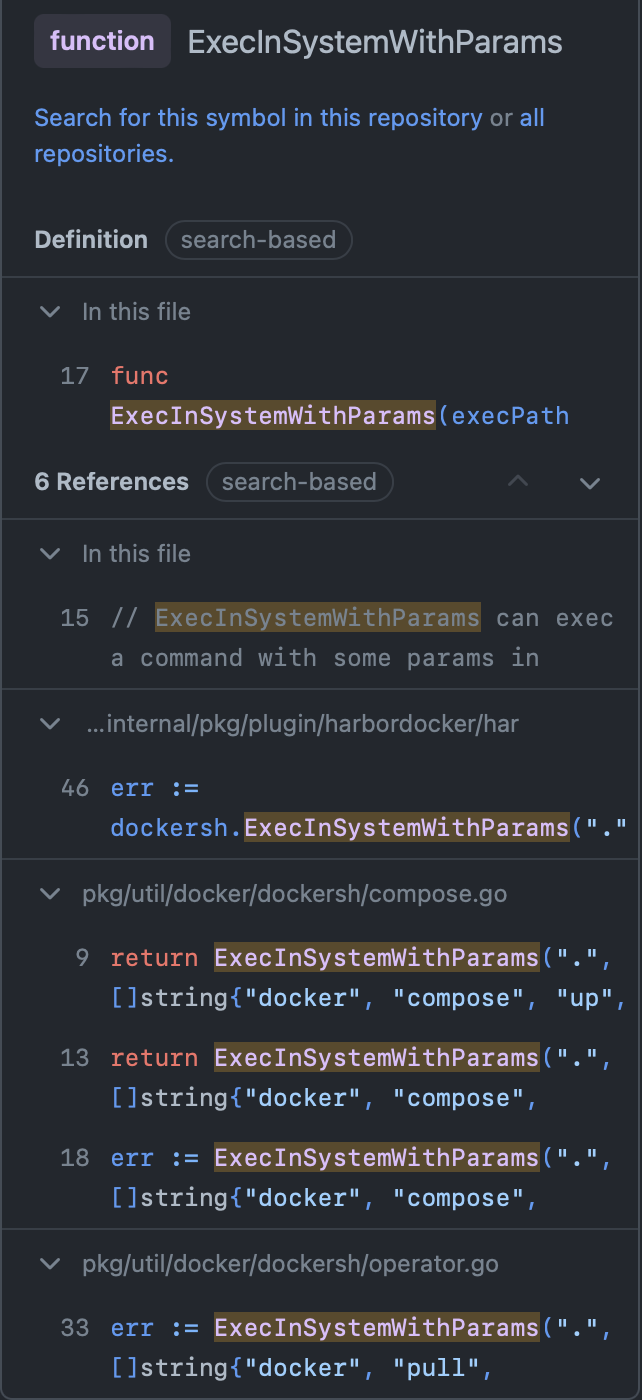 function ExecInSystemWithParams
Search for this symbol in this repository or all
repositories.
Definition search-based
In this file
17 func
ExecInSystemWithParams(execPath
6 References search-based
In this file
15 // ExecInSystemWithParams can exec
a command with some params in
...internal/pkg/plugin/harbordocker/har
46 err :=
dockersh.ExecInSystemWithParams("."
pkg/util/docker/dockersh/compose.go
9 return ExecInSystemWithParams(".",
[]string{"docker", "compose", "up",
13 return ExecInSystemWithParams(".",
[]string{"docker", "compose",
18 err := ExecInSystemWithParams(".",
[]string{"docker", "compose",
pkg/util/docker/dockersh/operator.go
33 err := ExecInSystemWithParams(".",
[]string{"docker", "pull",